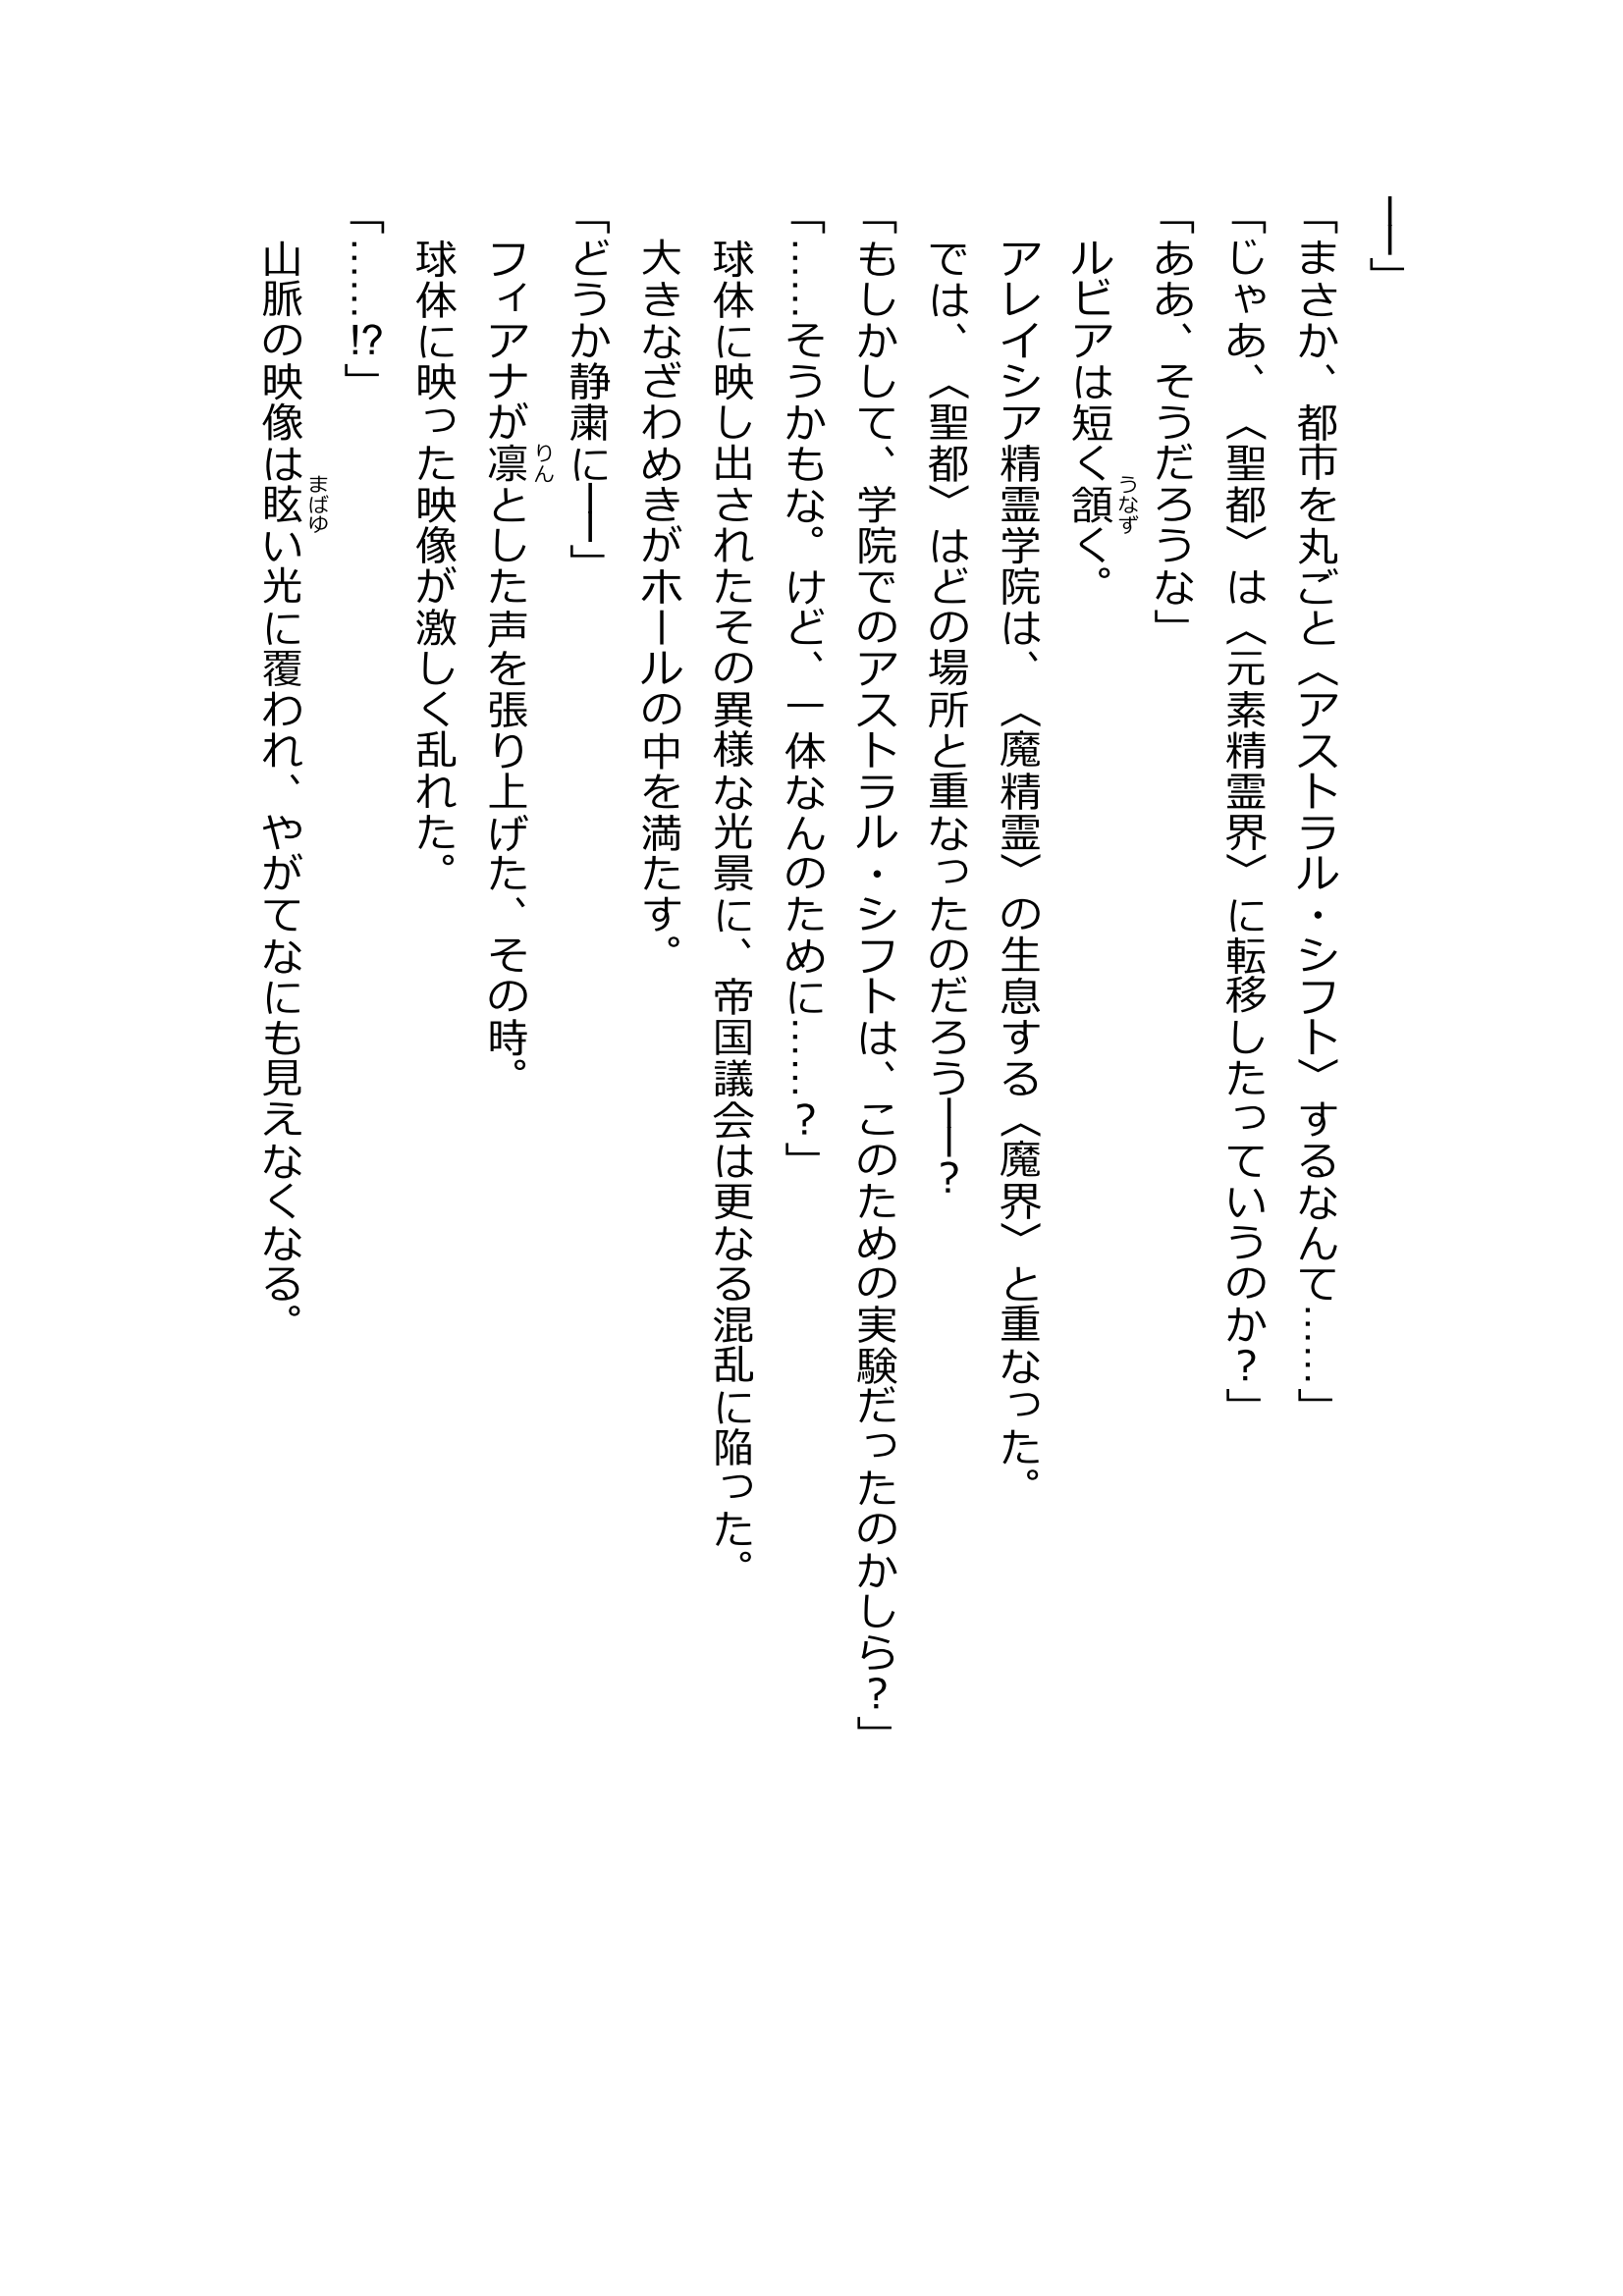 ――」
「まさか、都市を丸ごと〈アストラル・シフト〉するなんて……」
「じゃあ、〈聖都〉は〈元素精霊界〉に転移したっていうのか？」
「ああ、そうだろうな」
ルビアは短く頷く。
うなず
アレイシア精霊学院は、〈魔精霊〉の生息する〈魔界〉と重なった。
では、〈聖都〉はどの場所と重なったのだろう――？
「もしかして、学院でのアストラル・シフトは、このための実験だったのかしら？」
「……そうかもな。けど、一体なんのために……？」
球体に映し出されたその異様な光景に、帝国議会は更なる混乱に陥った。
大きなざわめきがホールの中を満たす。
「どうか静粛に――」
フィアナが凛とした声を張り上げた、その時。
りん
球体に映った映像が激しく乱れた。
「……!?」
山脈の映像は眩い光に覆われ、やがてなにも見えなくなる。
まばゆ